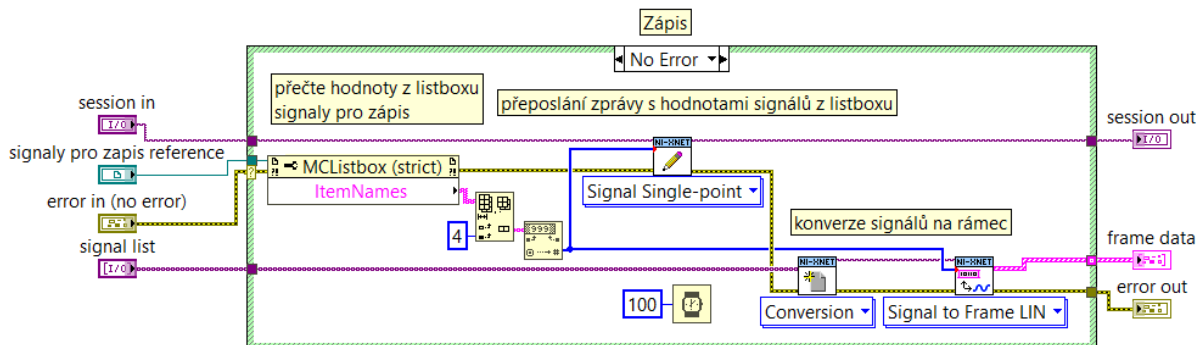 Zápis
No Error
přečte hodnoty z listboxu
signaly pro zápis
přeposlání zprávy s hodnotami signálů z listboxu
session in
I/O
session out
I/O
NI-XNET
signaly pro zapis reference
MCListbox (strict)
ItemNames
Signal Single-point
error in (no error)
4
999
konverze signálů na rámec
signal list
I/O
frame data
NI-XNET
NI-XNET
error out
100
Conversion
Signal to Frame LIN